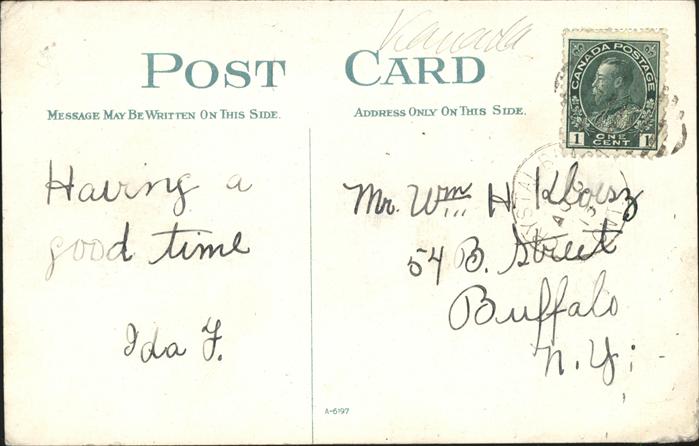 Kanada
POST CARD
MESSAGE MAY BE WRITTEN ON THIS SIDE.
ADDRESS ONLY ON THIS SIDE.
CANADA POSTAGE
1 ONE CENT 1
Having a
good time
Ida F.
Mr. Wm H.
54 B. Street
Buffalo
N.Y.
A-6197